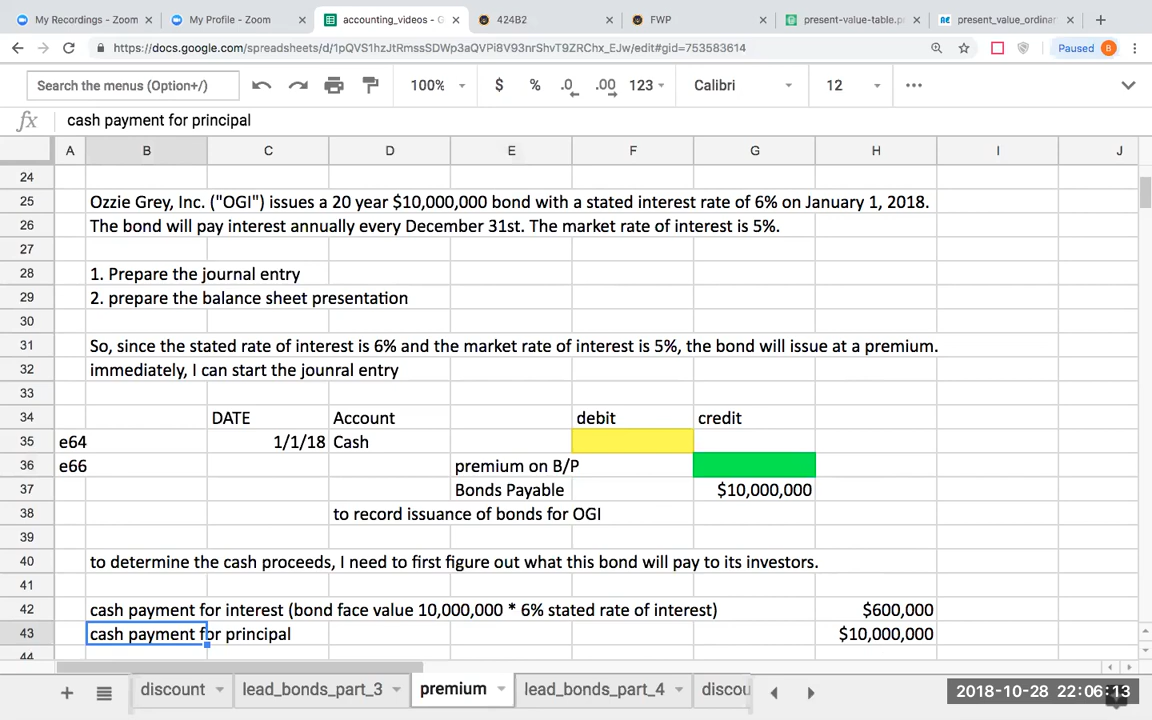 My Recordings - Zoom
My Profile - Zoom
accounting_videos - G
424B2
FWP
present-value-table.p
present_value_ordinar
https://docs.google.com/spreadsheets/d/1pQVS1hzJtRmssSDWp3aQVPi8V93nrShvT9ZRChx_EJw/edit#gid=753583614
Paused B
Search the menus (Option+/)
100%
$ % .0 .00 123
Calibri
12
fx cash payment for principal
A B C D E F G H I J
24
25 Ozzie Grey, Inc. ("OGI") issues a 20 year $10,000,000 bond with a stated interest rate of 6% on January 1, 2018.
26 The bond will pay interest annually every December 31st. The market rate of interest is 5%.
27
28 1. Prepare the journal entry
29 2. prepare the balance sheet presentation
30
31 So, since the stated rate of interest is 6% and the market rate of interest is 5%, the bond will issue at a premium.
32 immediately, I can start the jounral entry
33
34 DATE Account debit credit
35 e64 1/1/18 Cash
36 e66 premium on B/P
37 Bonds Payable $10,000,000
38 to record issuance of bonds for OGI
39
40 to determine the cash proceeds, I need to first figure out what this bond will pay to its investors.
41
42 cash payment for interest (bond face value 10,000,000 * 6% stated rate of interest) $600,000
43 cash payment for principal $10,000,000
44
discount lead_bonds_part_3 premium lead_bonds_part_4 discou
2018-10-28 22:06:13